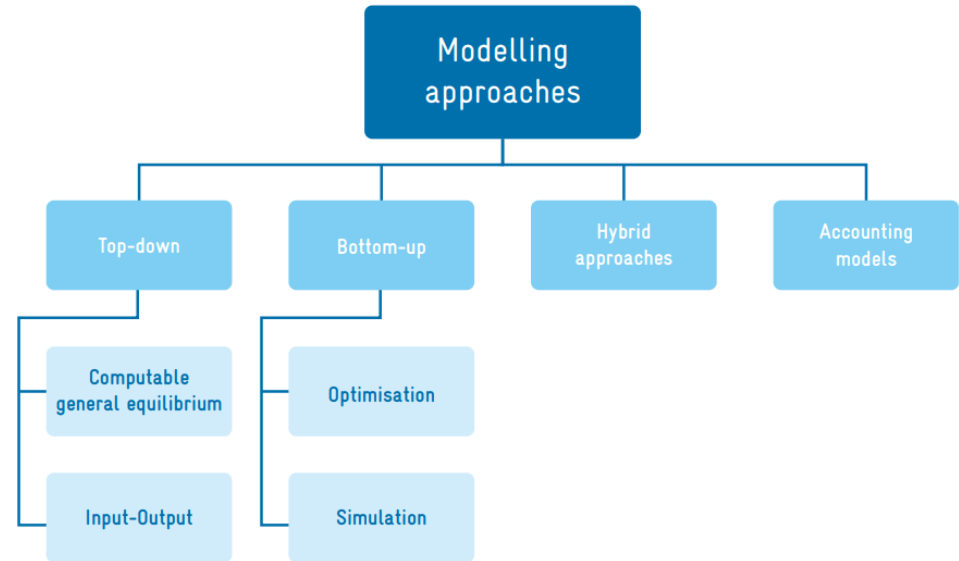 Modelling
approaches
Top-down
Bottom-up
Hybrid
approaches
Accounting
models
Computable
general equilibrium
Optimisation
Input-Output
Simulation